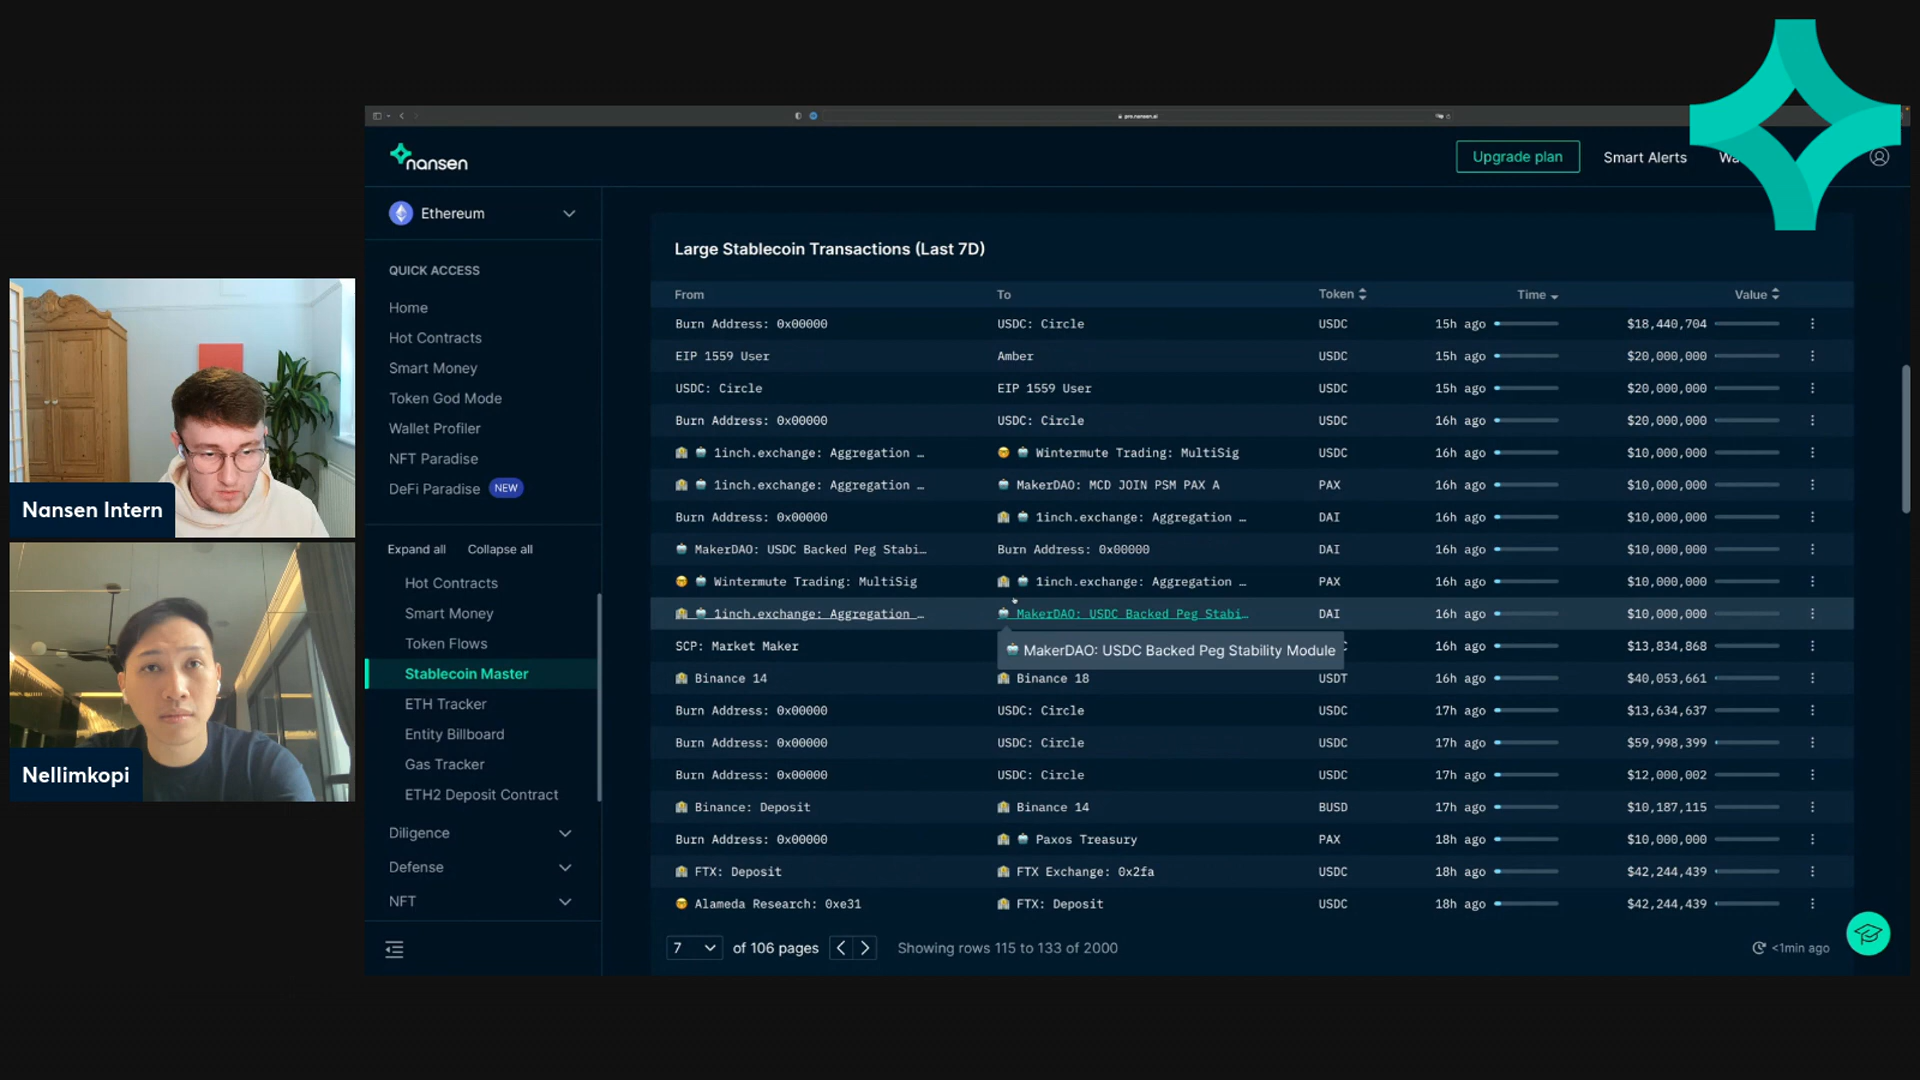 nansen
Upgrade plan
Smart Alerts
Ethereum
QUICK ACCESS
Home
Hot Contracts
Smart Money
Token God Mode
Wallet Profiler
NFT Paradise
DeFi Paradise NEW
Expand all Collapse all
Hot Contracts
Smart Money
Token Flows
Stablecoin Master
ETH Tracker
Entity Billboard
Gas Tracker
ETH2 Deposit Contract
Diligence
Defense
NFT
Nansen Intern
Nellimkopi
Large Stablecoin Transactions (Last 7D)
From To Token Time Value
Burn Address: 0x00000 USDC: Circle USDC 15h ago $18,440,704
EIP 1559 User Amber USDC 15h ago $20,000,000
USDC: Circle EIP 1559 User USDC 15h ago $20,000,000
Burn Address: 0x00000 USDC: Circle USDC 16h ago $20,000,000
1inch.exchange: Aggregation … Wintermute Trading: MultiSig USDC 16h ago $10,000,000
1inch.exchange: Aggregation … MakerDAO: MCD JOIN PSM PAX A PAX 16h ago $10,000,000
Burn Address: 0x00000 1inch.exchange: Aggregation … DAI 16h ago $10,000,000
MakerDAO: USDC Backed Peg Stabi… Burn Address: 0x00000 DAI 16h ago $10,000,000
Wintermute Trading: MultiSig 1inch.exchange: Aggregation … PAX 16h ago $10,000,000
1inch.exchange: Aggregation … MakerDAO: USDC Backed Peg Stabi… DAI 16h ago $10,000,000
SCP: Market Maker MakerDAO: USDC Backed Peg Stability Module 16h ago $13,834,868
Binance 14 Binance 18 USDT 16h ago $40,053,661
Burn Address: 0x00000 USDC: Circle USDC 17h ago $13,634,637
Burn Address: 0x00000 USDC: Circle USDC 17h ago $59,998,399
Burn Address: 0x00000 USDC: Circle USDC 17h ago $12,000,002
Binance: Deposit Binance 14 BUSD 17h ago $10,187,115
Burn Address: 0x00000 Paxos Treasury PAX 18h ago $10,000,000
FTX: Deposit FTX Exchange: 0x2fa USDC 18h ago $42,244,439
Alameda Research: 0xe31 FTX: Deposit USDC 18h ago $42,244,439
7 of 106 pages Showing rows 115 to 133 of 2000 <1min ago